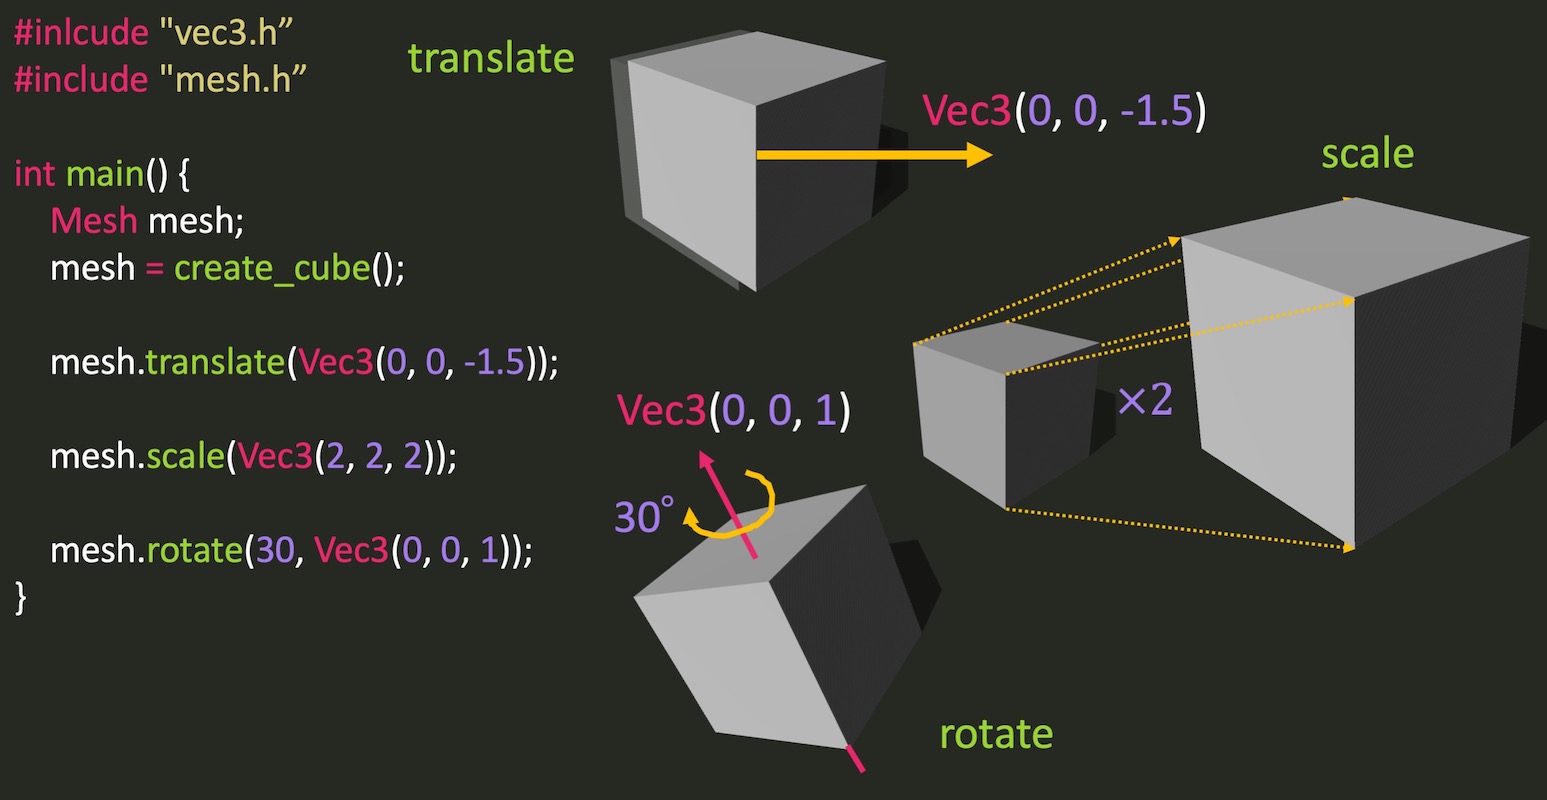 #inlcude "vec3.h”
#include "mesh.h”
int main() {
Mesh mesh;
mesh = create_cube();
mesh.translate(Vec3(0, 0, -1.5));
mesh.scale(Vec3(2, 2, 2));
mesh.rotate(30, Vec3(0, 0, 1));
}
translate
Vec3(0, 0, -1.5)
scale
×2
Vec3(0, 0, 1)
30°
rotate